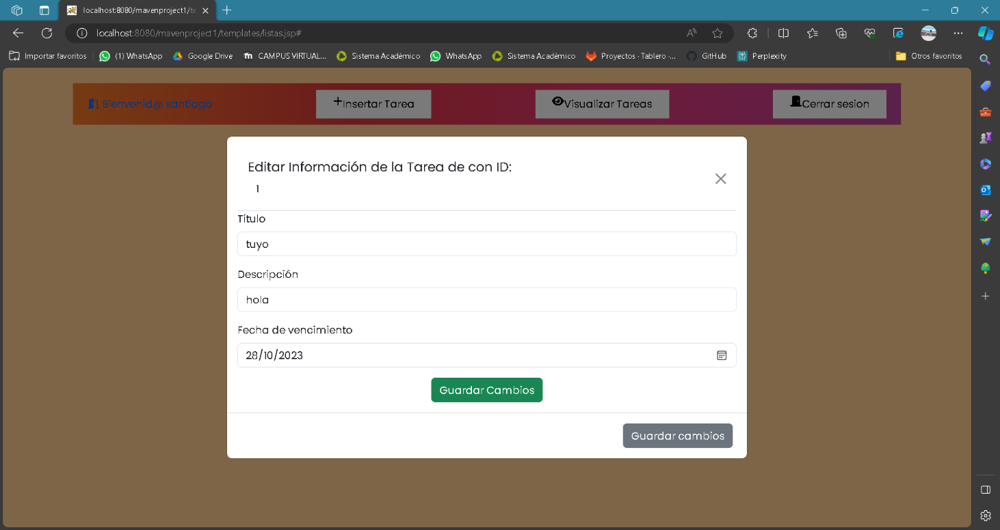 localhost:8080/mavenproject1/te
localhost:8080/mavenproject1/templates/listas.jsp#
Importar favoritos (1) WhatsApp Google Drive CAMPUS VIRTUAL... Sistema Académico WhatsApp Sistema Académico Proyectos · Tablero ·... GitHub Perplexity Otros favoritos
Bienvenid@ santiago Insertar Tarea Visualizar Tareas Cerrar sesion
Editar Información de la Tarea de con ID:
1
Título
tuyo
Descripción
hola
Fecha de vencimiento
28/10/2023
Guardar Cambios
Guardar cambios